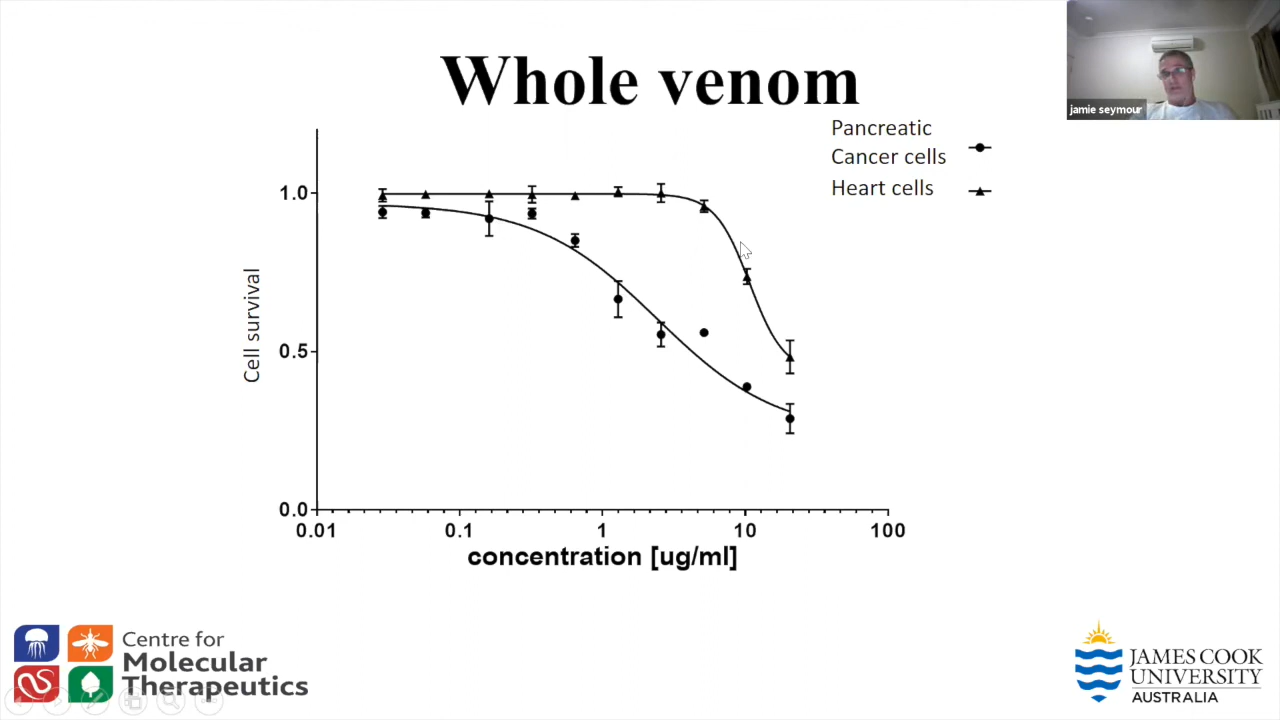 Whole venom
jamie seymour
Pancreatic
Cancer cells
Heart cells
1.0
0.5
0.0
Cell survival
0.01
0.1
1
10
100
concentration [ug/ml]
Centre for
Molecular
Therapeutics
JAMES COOK
UNIVERSITY
AUSTRALIA